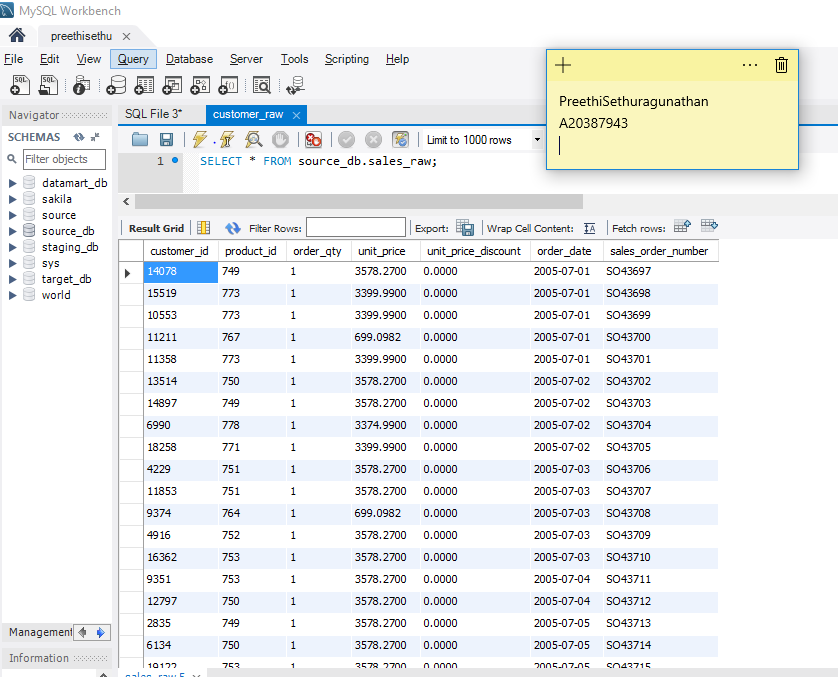 MySQL Workbench
preethisethu
File Edit View Query Database Server Tools Scripting Help
PreethiSethuragunathan
A20387943
Navigator
SCHEMAS
Filter objects
datamart_db
sakila
source
source_db
staging_db
sys
target_db
world
Management
Information
SQL File 3* customer_raw
Limit to 1000 rows
1 SELECT * FROM source_db.sales_raw;
Result Grid Filter Rows: Export: Wrap Cell Content: IA Fetch rows:
customer_id product_id order_qty unit_price unit_price_discount order_date sales_order_number
14078 749 1 3578.2700 0.0000 2005-07-01 SO43697
15519 773 1 3399.9900 0.0000 2005-07-01 SO43698
10553 773 1 3399.9900 0.0000 2005-07-01 SO43699
11211 767 1 699.0982 0.0000 2005-07-01 SO43700
11358 773 1 3399.9900 0.0000 2005-07-01 SO43701
13514 750 1 3578.2700 0.0000 2005-07-02 SO43702
14897 749 1 3578.2700 0.0000 2005-07-02 SO43703
6990 778 1 3374.9900 0.0000 2005-07-02 SO43704
18258 771 1 3399.9900 0.0000 2005-07-02 SO43705
4229 751 1 3578.2700 0.0000 2005-07-03 SO43706
11853 751 1 3578.2700 0.0000 2005-07-03 SO43707
9374 764 1 699.0982 0.0000 2005-07-03 SO43708
4916 752 1 3578.2700 0.0000 2005-07-03 SO43709
16362 753 1 3578.2700 0.0000 2005-07-03 SO43710
9351 753 1 3578.2700 0.0000 2005-07-04 SO43711
12797 750 1 3578.2700 0.0000 2005-07-04 SO43712
2835 749 1 3578.2700 0.0000 2005-07-05 SO43713
6134 750 1 3578.2700 0.0000 2005-07-05 SO43714
19122 753 1 3578.2700 0.0000 2005-07-05 SO43715
sales_raw 5